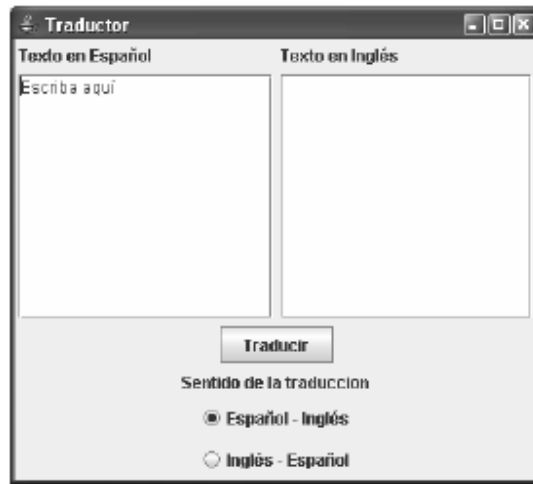 Traductor
Texto en Español Texto en Inglés
Escriba aquí
Traducir
Sentido de la traduccion
Español - Inglés
Inglés - Español